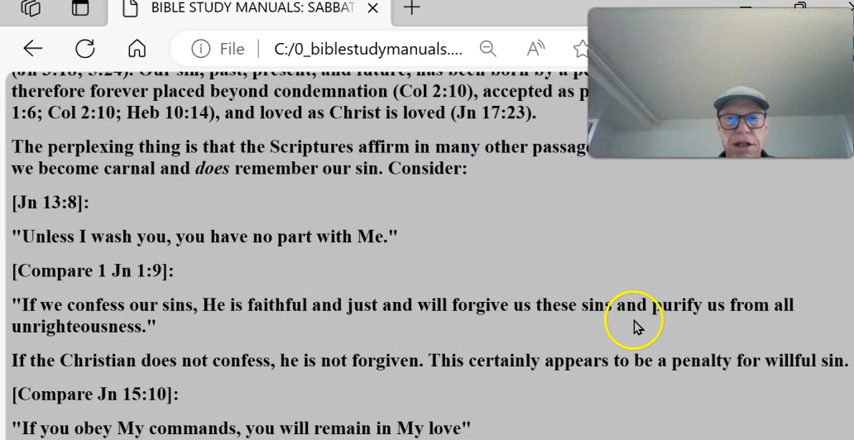 BIBLE STUDY MANUALS: SABBAT
File C:/0_biblestudymanuals....
therefore forever placed beyond condemnation (Col 2:10), accepted as p
1:6; Col 2:10; Heb 10:14), and loved as Christ is loved (Jn 17:23).
The perplexing thing is that the Scriptures affirm in many other passage
we become carnal and does remember our sin. Consider:
[Jn 13:8]:
"Unless I wash you, you have no part with Me."
[Compare 1 Jn 1:9]:
"If we confess our sins, He is faithful and just and will forgive us these sins and purify us from all
unrighteousness."
If the Christian does not confess, he is not forgiven. This certainly appears to be a penalty for willful sin.
[Compare Jn 15:10]:
"If you obey My commands, you will remain in My love"